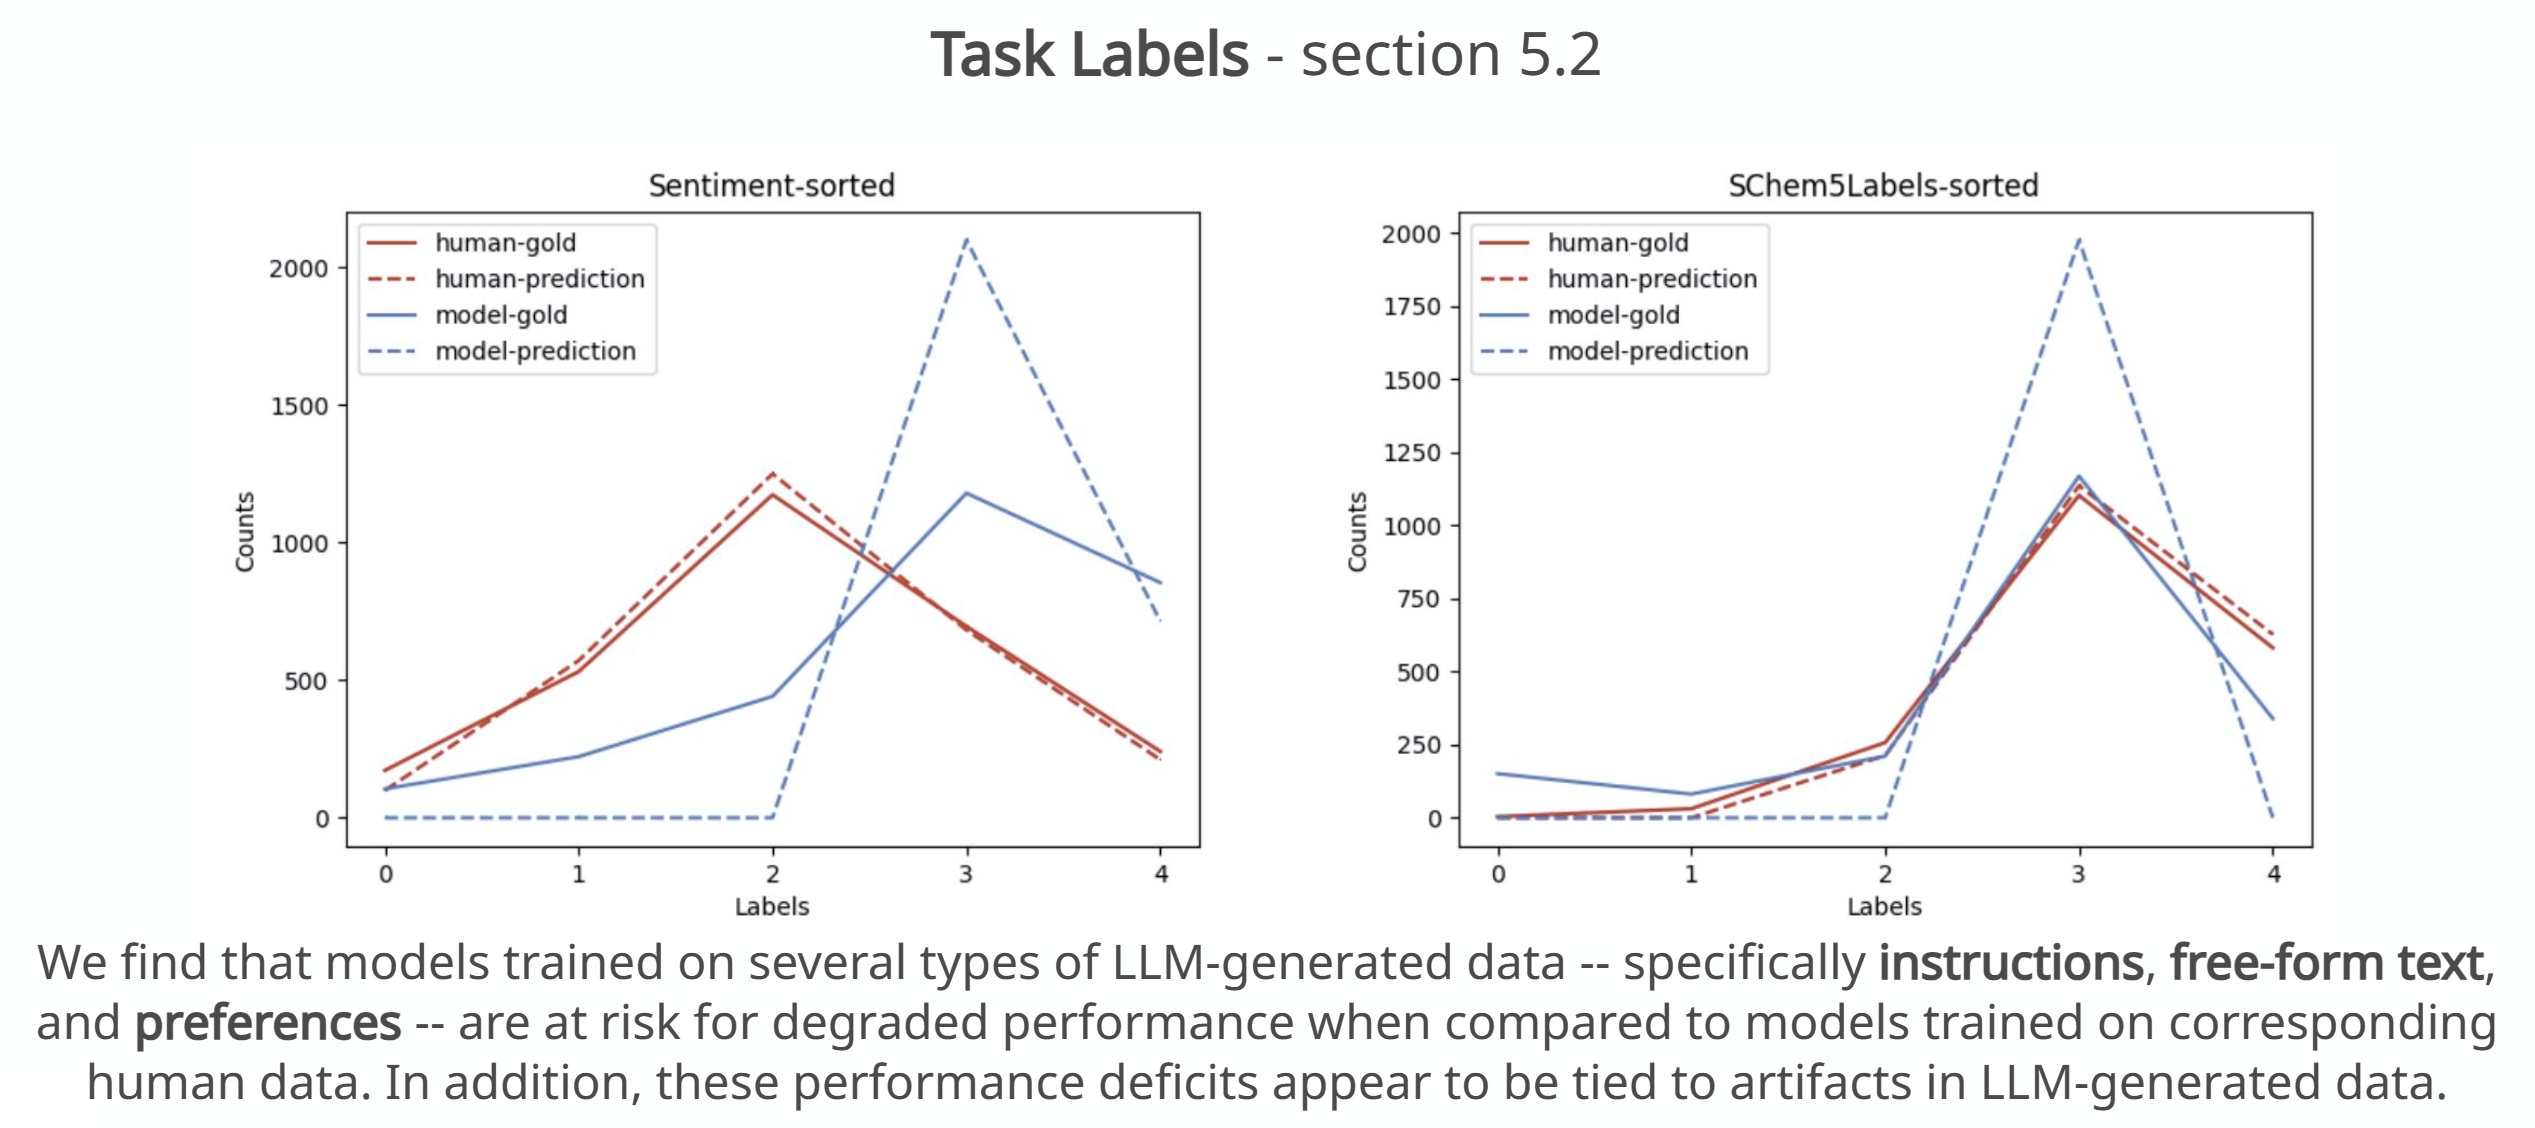 Task Labels - section 5.2
Sentiment-sorted
human-gold
human-prediction
model-gold
model-prediction
2000
1500
1000
500
0
Counts
0 1 2 3 4
Labels
SChem5Labels-sorted
human-gold
human-prediction
model-gold
model-prediction
2000
1750
1500
1250
1000
750
500
250
0
Counts
0 1 2 3 4
Labels
We find that models trained on several types of LLM-generated data -- specifically instructions, free-form text,
and preferences -- are at risk for degraded performance when compared to models trained on corresponding
human data. In addition, these performance deficits appear to be tied to artifacts in LLM-generated data.